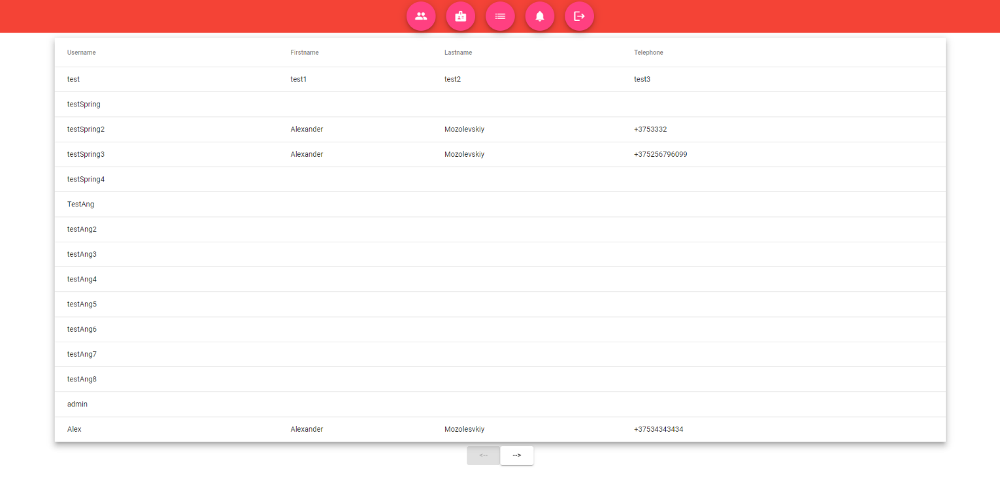 Username Firstname Lastname Telephone
test test1 test2 test3
testSpring
testSpring2 Alexander Mozolevskiy +3753332
testSpring3 Alexander Mozolevskiy +375256796099
testSpring4
TestAng
testAng2
testAng3
testAng4
testAng5
testAng6
testAng7
testAng8
admin
Alex Alexander Mozolesvkiy +37534343434
<-- -->